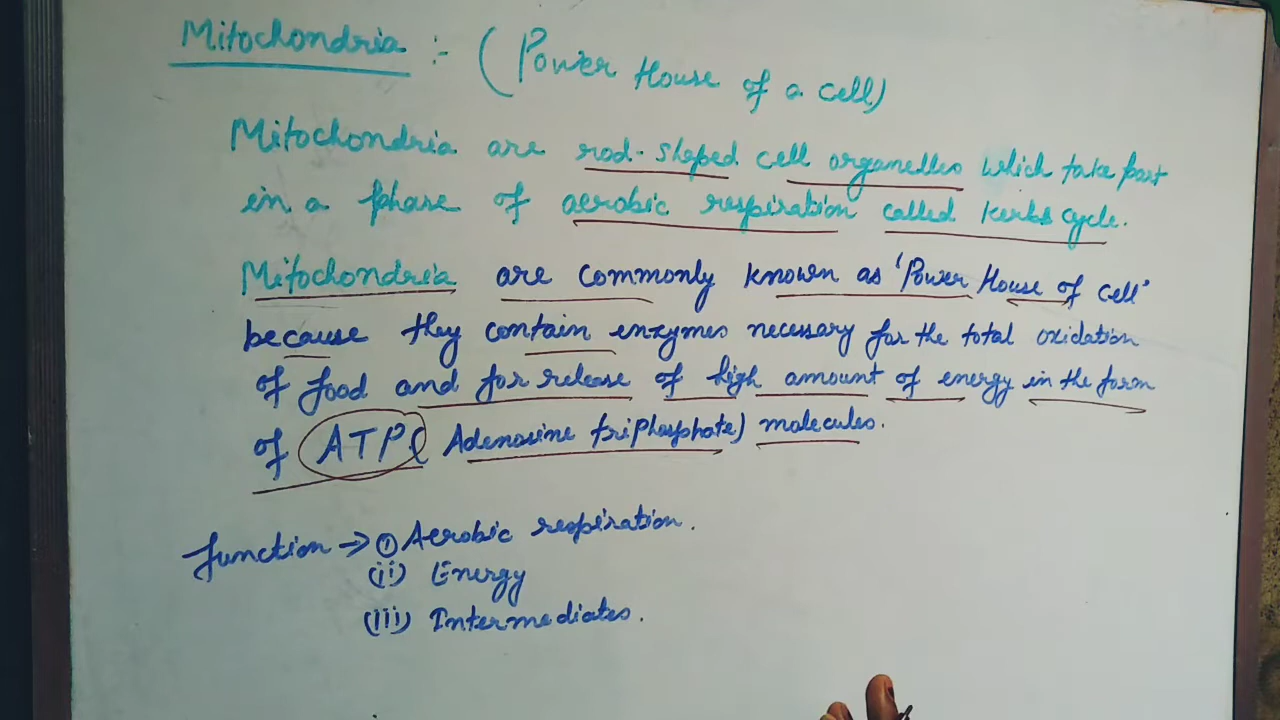 Mitochondria :- (Power House of a cell)
Mitochondria are rod-shaped cell organelles which take part
in a phase of aerobic respiration called kerbs cycle.
Mitochondria are commonly known as 'Power House of cell'
because they contain enzymes necessary for the total oxidation
of food and for release of high amount of energy in the form
of ATP( Adenosine triphosphate) molecules.
function → ① Aerobic respiration.
(ii) Energy
(iii) Intermediates.